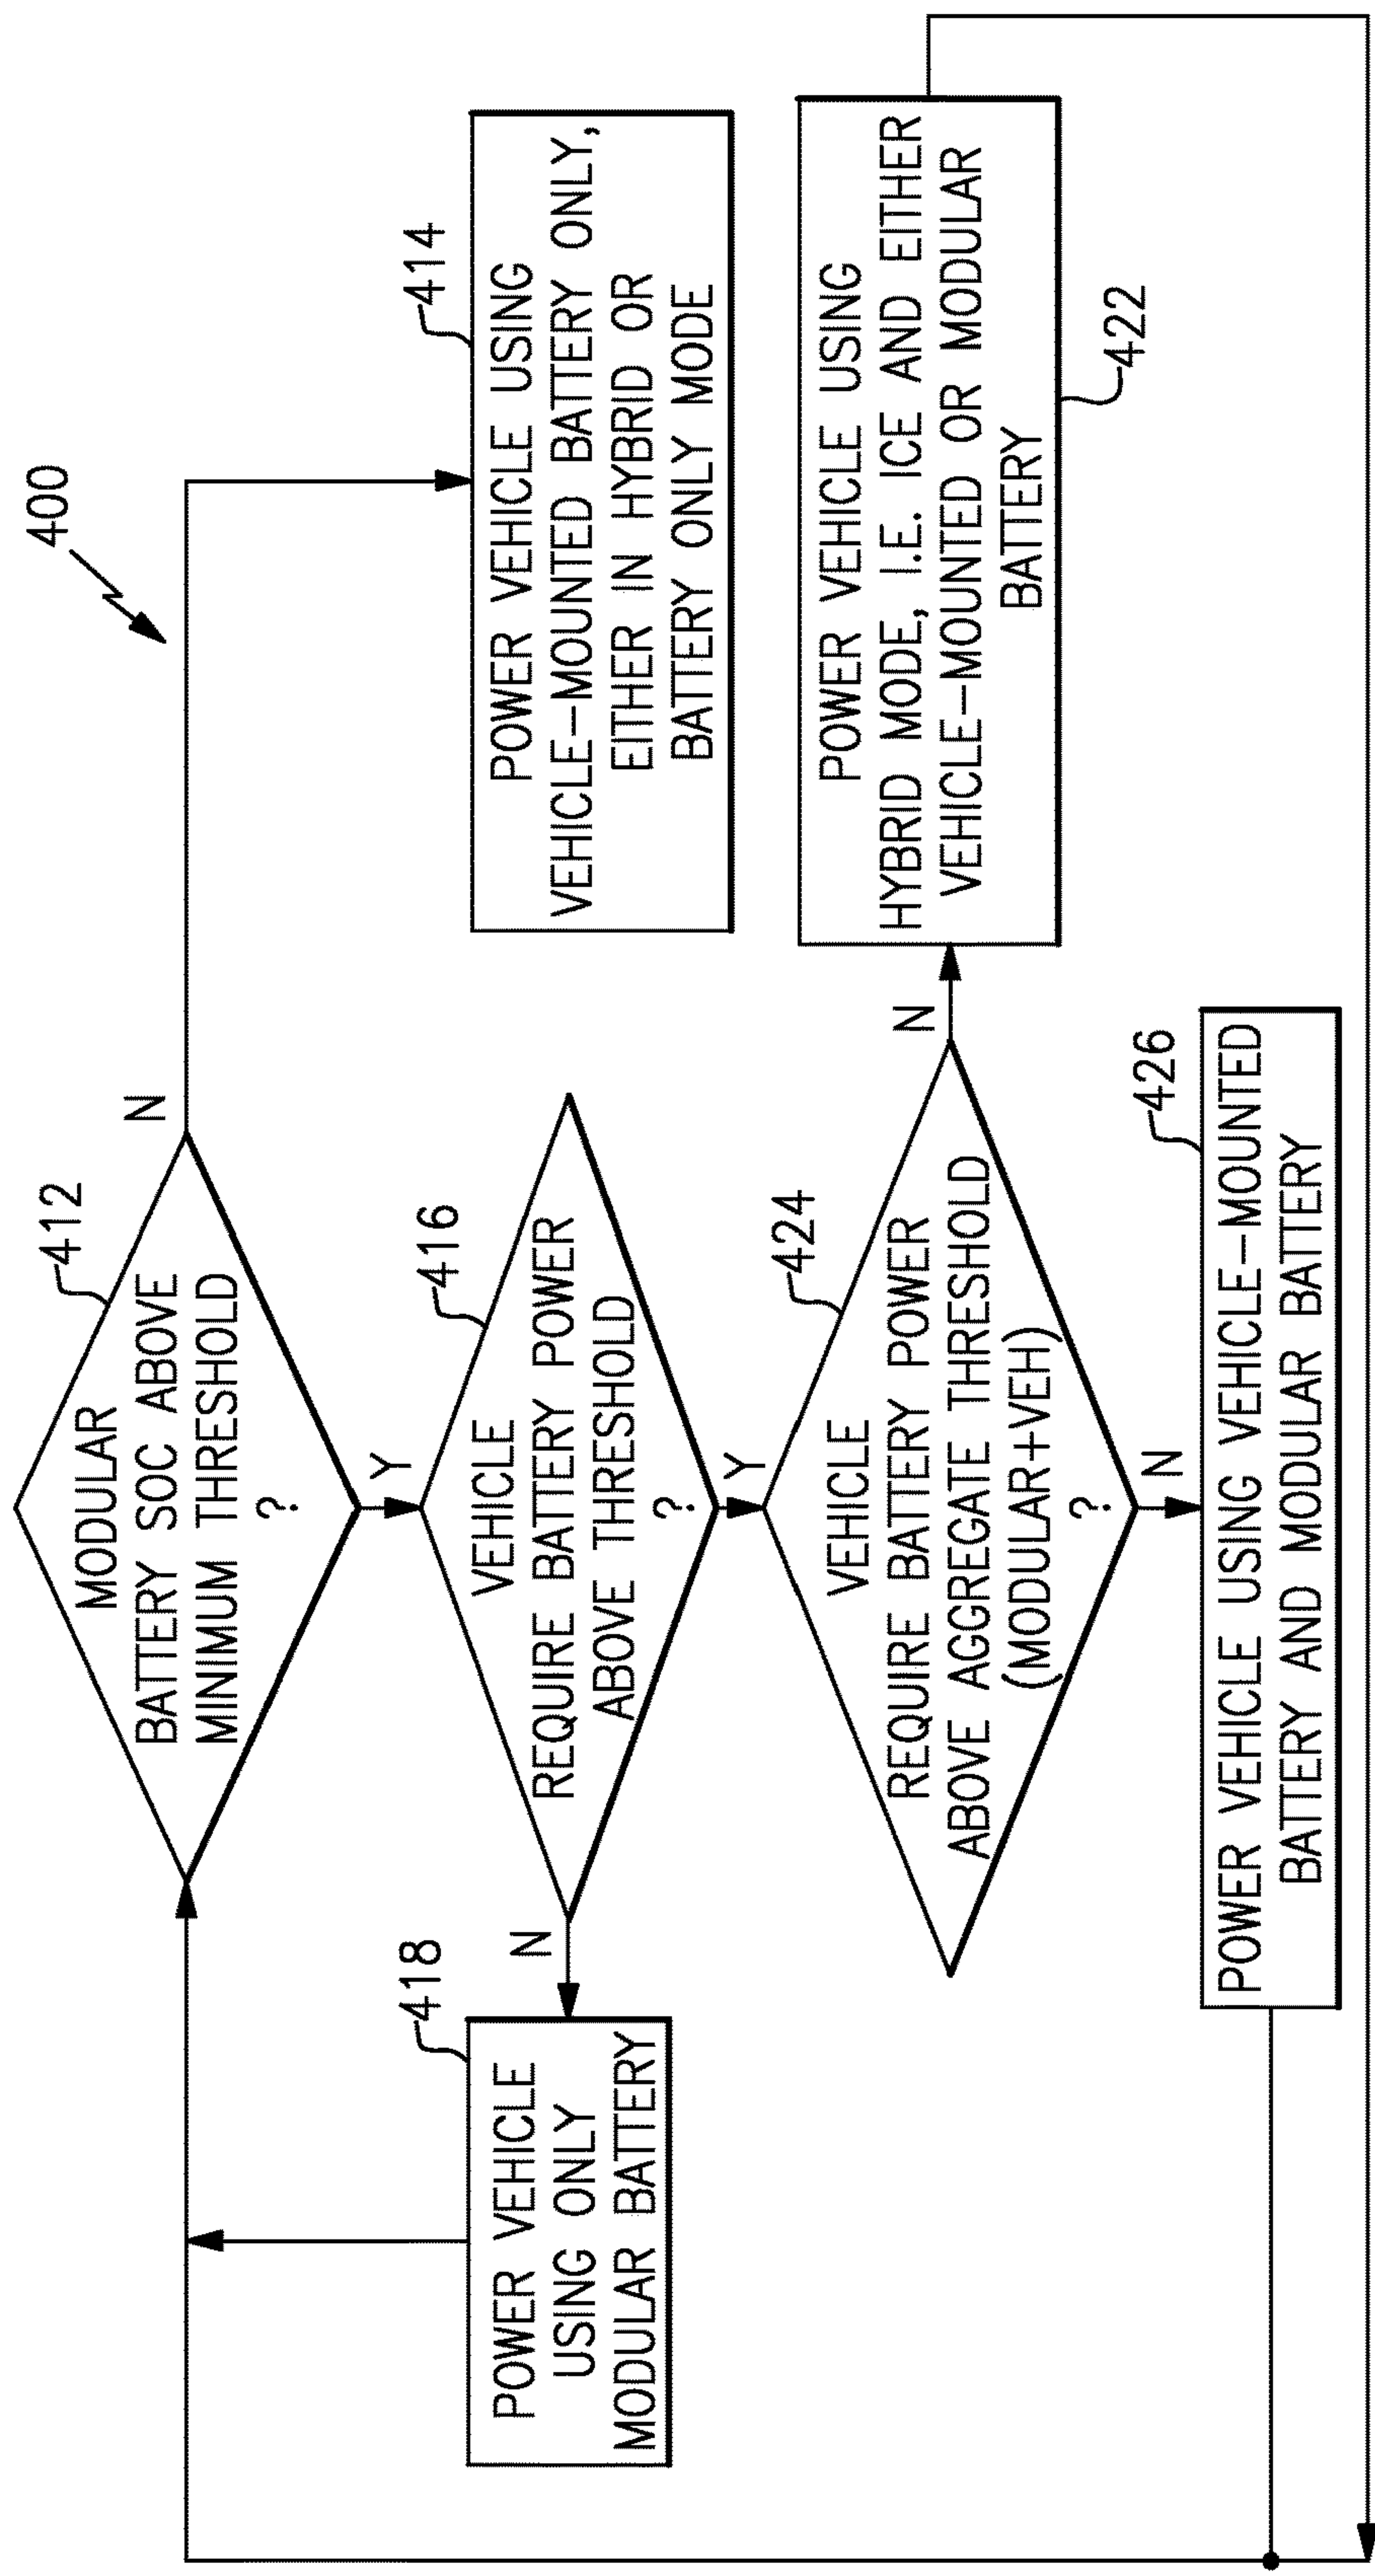 400
412
MODULAR
BATTERY SOC ABOVE
MINIMUM THRESHOLD
?
N
Y
414
POWER VEHICLE USING
VEHICLE-MOUNTED BATTERY ONLY,
EITHER IN HYBRID OR
BATTERY ONLY MODE
416
VEHICLE
REQUIRE BATTERY POWER
ABOVE THRESHOLD
?
N
Y
418
POWER VEHICLE
USING ONLY
MODULAR BATTERY
424
VEHICLE
REQUIRE BATTERY POWER
ABOVE AGGREGATE THRESHOLD
(MODULAR+VEH)
?
N
N
POWER VEHICLE USING
HYBRID MODE, I.E. ICE AND EITHER
VEHICLE-MOUNTED OR MODULAR
BATTERY
422
426
POWER VEHICLE USING VEHICLE-MOUNTED
BATTERY AND MODULAR BATTERY